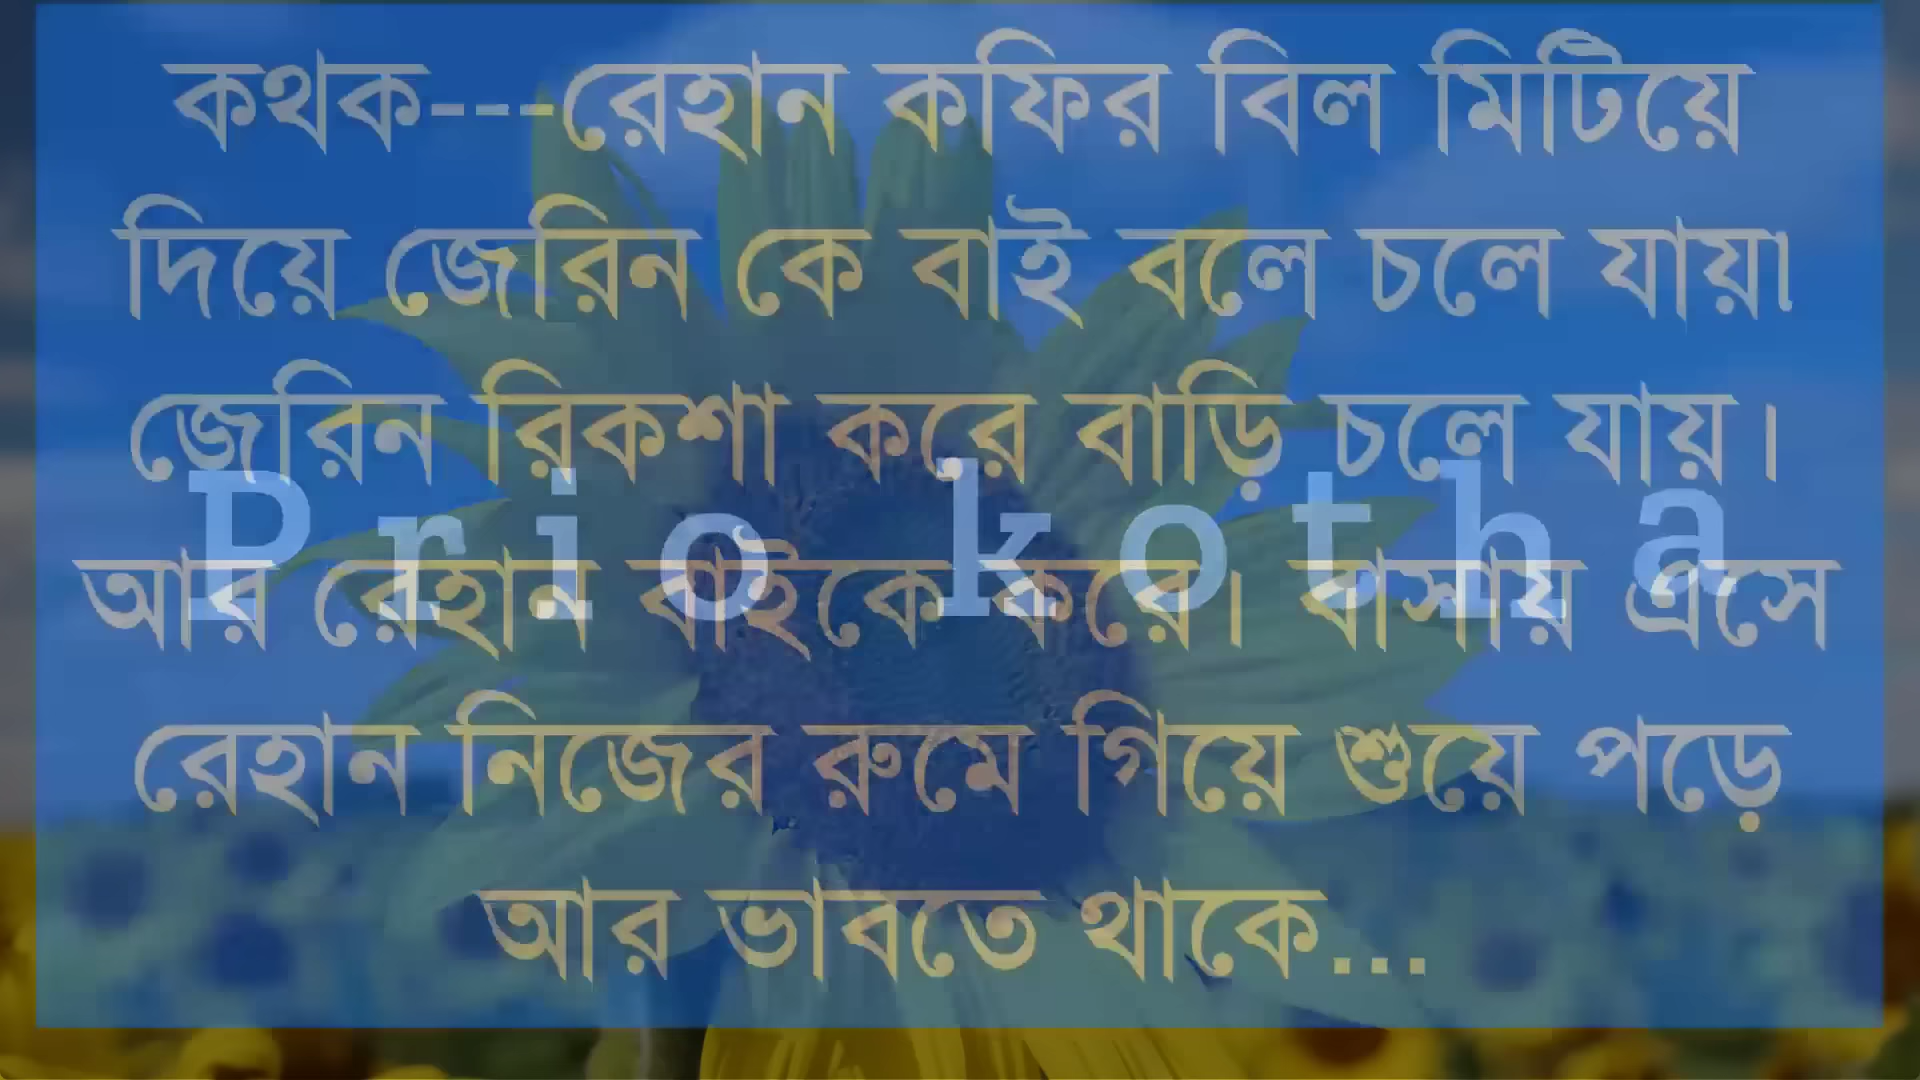 কথক---রেহান কফির বিল মিটিয়ে
দিয়ে জেরিন কে বাই বলে চলে যায়৷
জেরিন রিকশা করে বাড়ি চলে যায়।
Prio kotha
আর রেহান বাইকে করে। বাসায় এসে
রেহান নিজের রুমে গিয়ে শুয়ে পড়ে
আর ভাবতে থাকে...